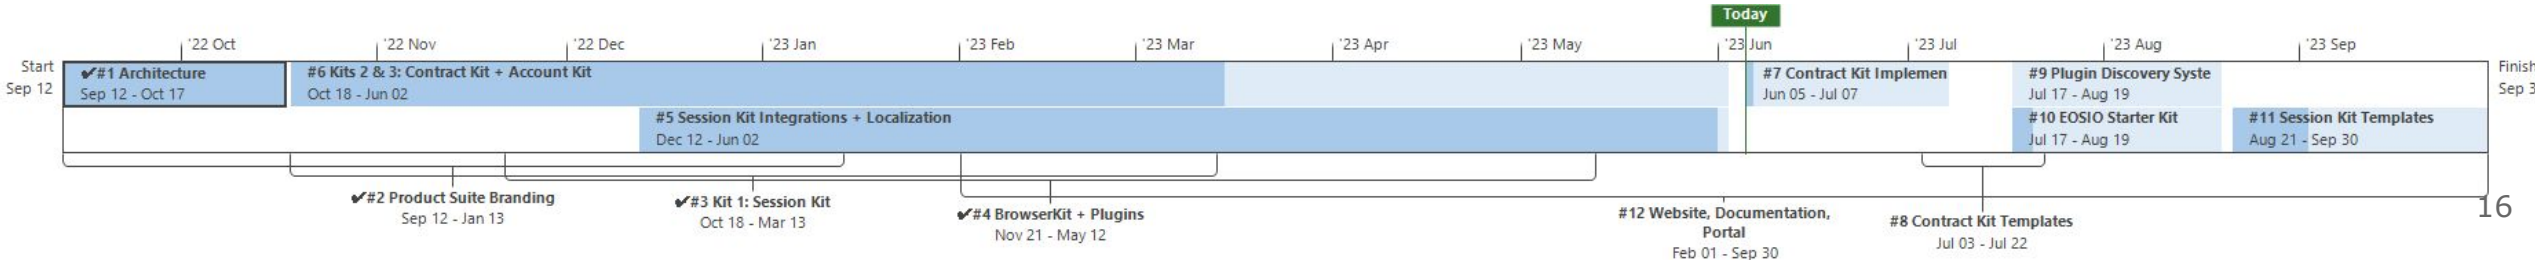 Today
'22 Oct
'22 Nov
'22 Dec
'23 Jan
'23 Feb
'23 Mar
'23 Apr
'23 May
'23 Jun
'23 Jul
'23 Aug
'23 Sep
Start
Sep 12
✔#1 Architecture
Sep 12 - Oct 17
#6 Kits 2 & 3: Contract Kit + Account Kit
Oct 18 - Jun 02
#7 Contract Kit Implemen
Jun 05 - Jul 07
#9 Plugin Discovery Syste
Jul 17 - Aug 19
Finish
Sep 3
#5 Session Kit Integrations + Localization
Dec 12 - Jun 02
#10 EOSIO Starter Kit
Jul 17 - Aug 19
#11 Session Kit Templates
Aug 21 - Sep 30
✔#2 Product Suite Branding
Sep 12 - Jan 13
✔#3 Kit 1: Session Kit
Oct 18 - Mar 13
✔#4 BrowserKit + Plugins
Nov 21 - May 12
#12 Website, Documentation,
Portal
Feb 01 - Sep 30
#8 Contract Kit Templates
Jul 03 - Jul 22
16